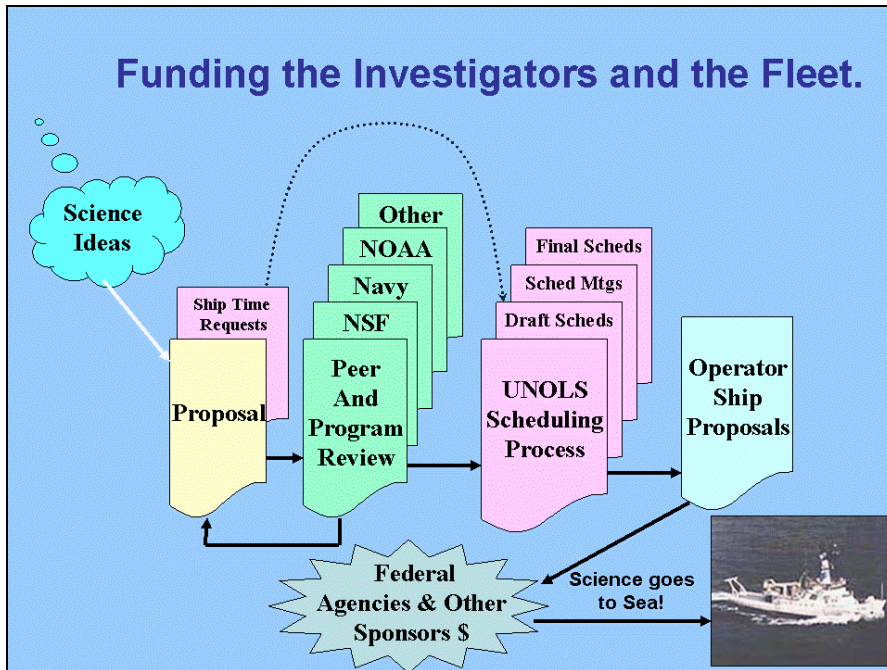 Funding the Investigators and the Fleet.
Science
Ideas
Ship Time
Requests
Proposal
Other
NOAA
Navy
NSF
Peer
And
Program
Review
Final Scheds
Sched Mtgs
Draft Scheds
UNOLS
Scheduling
Process
Operator
Ship
Proposals
Federal
Agencies & Other
Sponsors $
Science goes
to Sea!